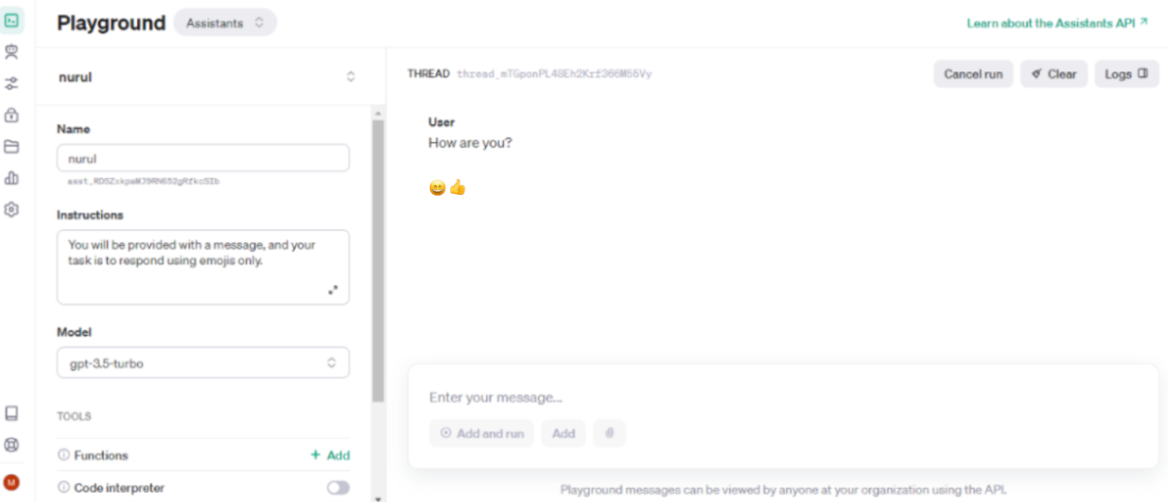 Playground
Assistants
Learn about the Assistants API
nurul
THREAD
Cancel run
Clear
Logs
Name
nurul
Instructions
You will be provided with a message, and your
task is to respond using emojis only.
Model
gpt-3.5-turbo
TOOLS
Functions
+ Add
Code interpreter
User
How are you?
😄👍
Enter your message...
Add and run
Add
Playground messages can be viewed by anyone at your organization using the API.
M